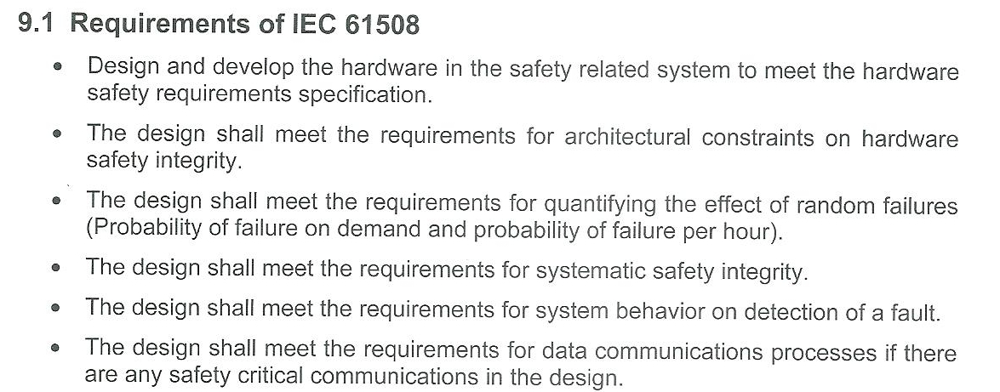 9.1 Requirements of IEC 61508
• Design and develop the hardware in the safety related system to meet the hardware
safety requirements specification.
• The design shall meet the requirements for architectural constraints on hardware
safety integrity.
• The design shall meet the requirements for quantifying the effect of random failures
(Probability of failure on demand and probability of failure per hour).
• The design shall meet the requirements for systematic safety integrity.
• The design shall meet the requirements for system behavior on detection of a fault.
• The design shall meet the requirements for data communications processes if there
are any safety critical communications in the design.